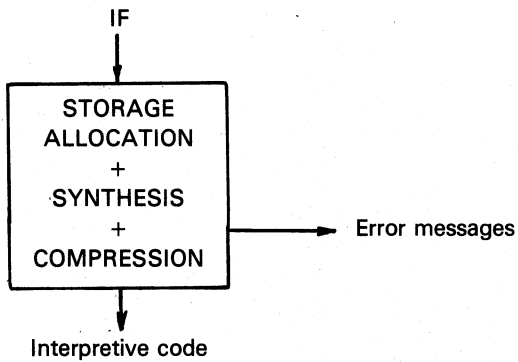 IF
STORAGE
ALLOCATION
+
SYNTHESIS
+
COMPRESSION
Error messages
Interpretive code